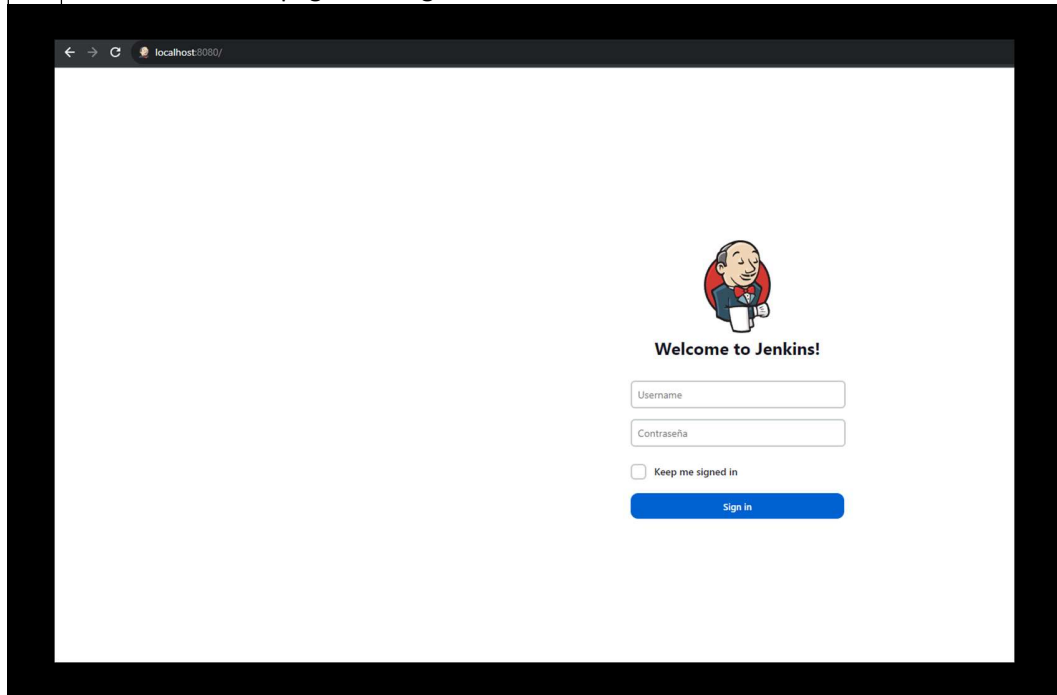 localhost:8080/
Welcome to Jenkins!
Username
Contraseña
Keep me signed in
Sign in